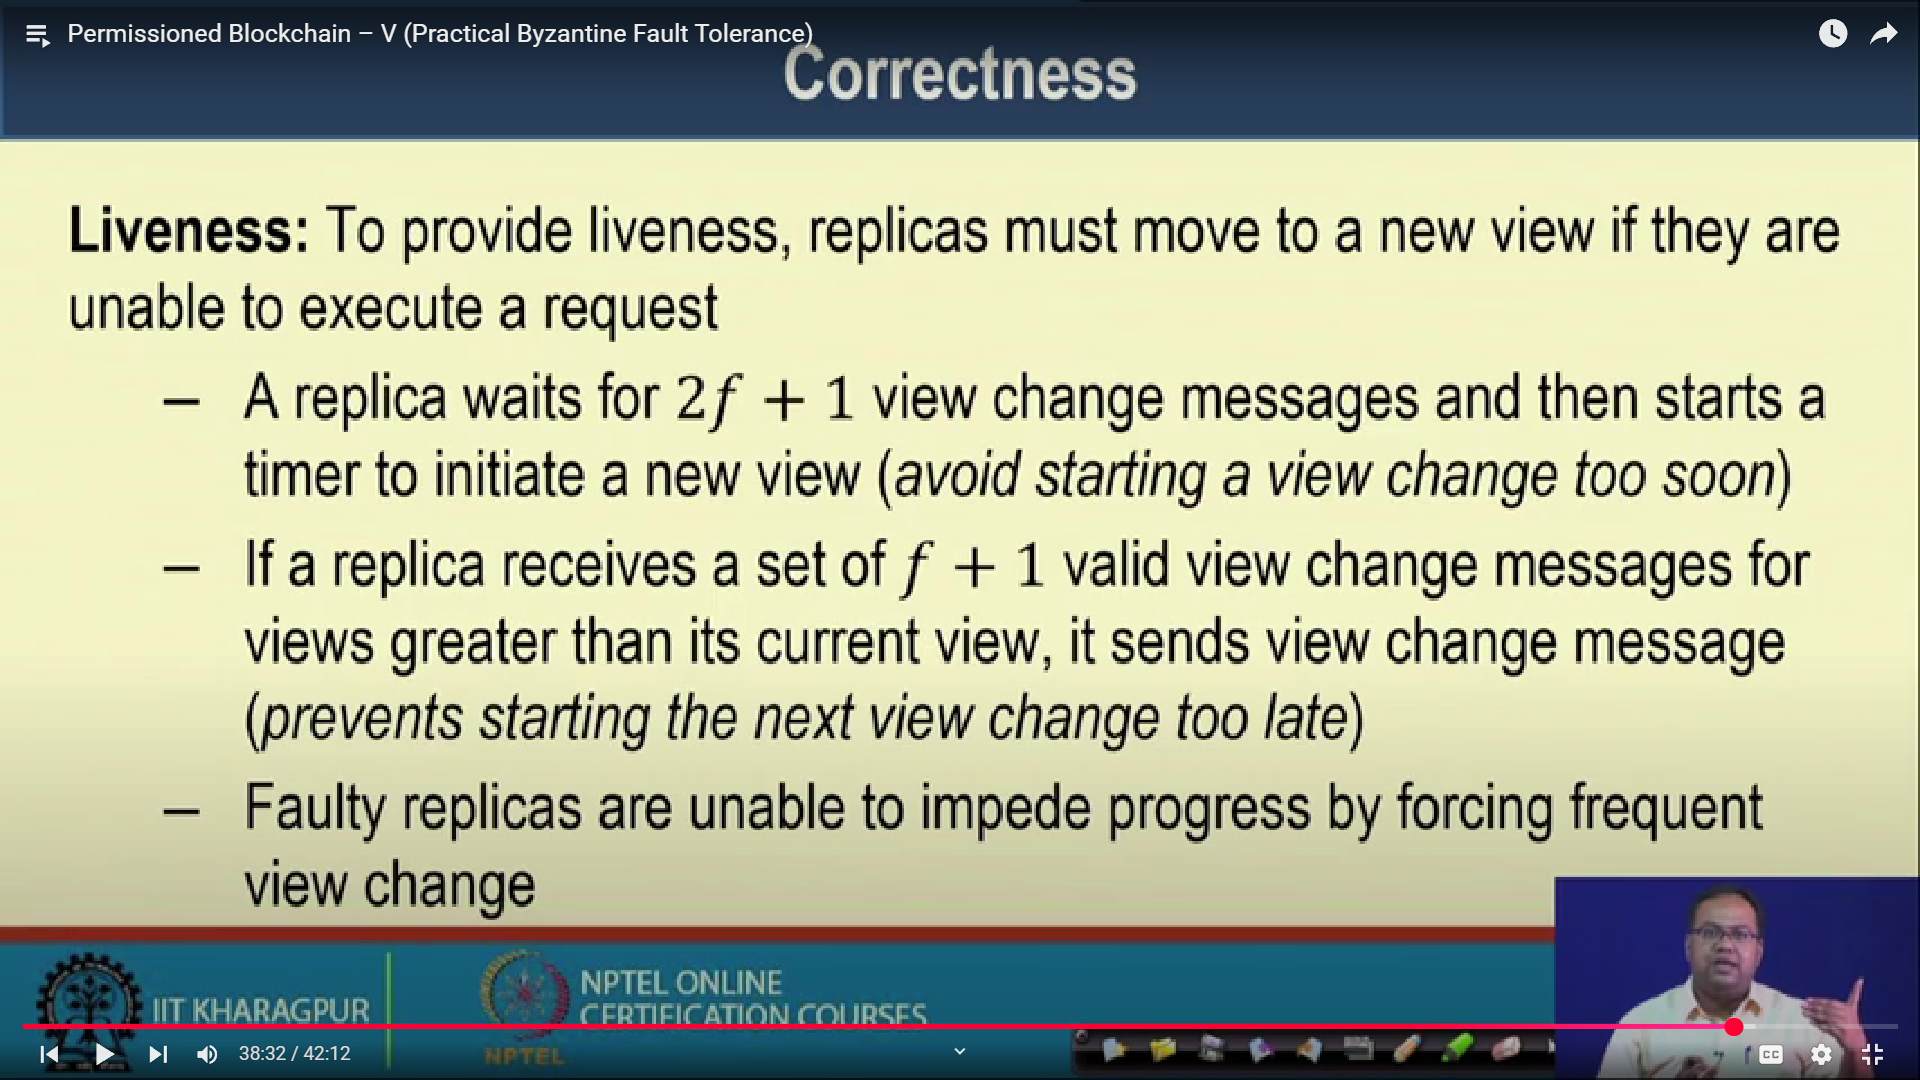 Permissioned Blockchain – V (Practical Byzantine Fault Tolerance)
Correctness
Liveness: To provide liveness, replicas must move to a new view if they are
unable to execute a request
– A replica waits for 2f + 1 view change messages and then starts a
timer to initiate a new view (avoid starting a view change too soon)
– If a replica receives a set of f + 1 valid view change messages for
views greater than its current view, it sends view change message
(prevents starting the next view change too late)
– Faulty replicas are unable to impede progress by forcing frequent
view change
IIT KHARAGPUR
NPTEL
NPTEL ONLINE
CERTIFICATION COURSES
38:32 / 42:12
CC